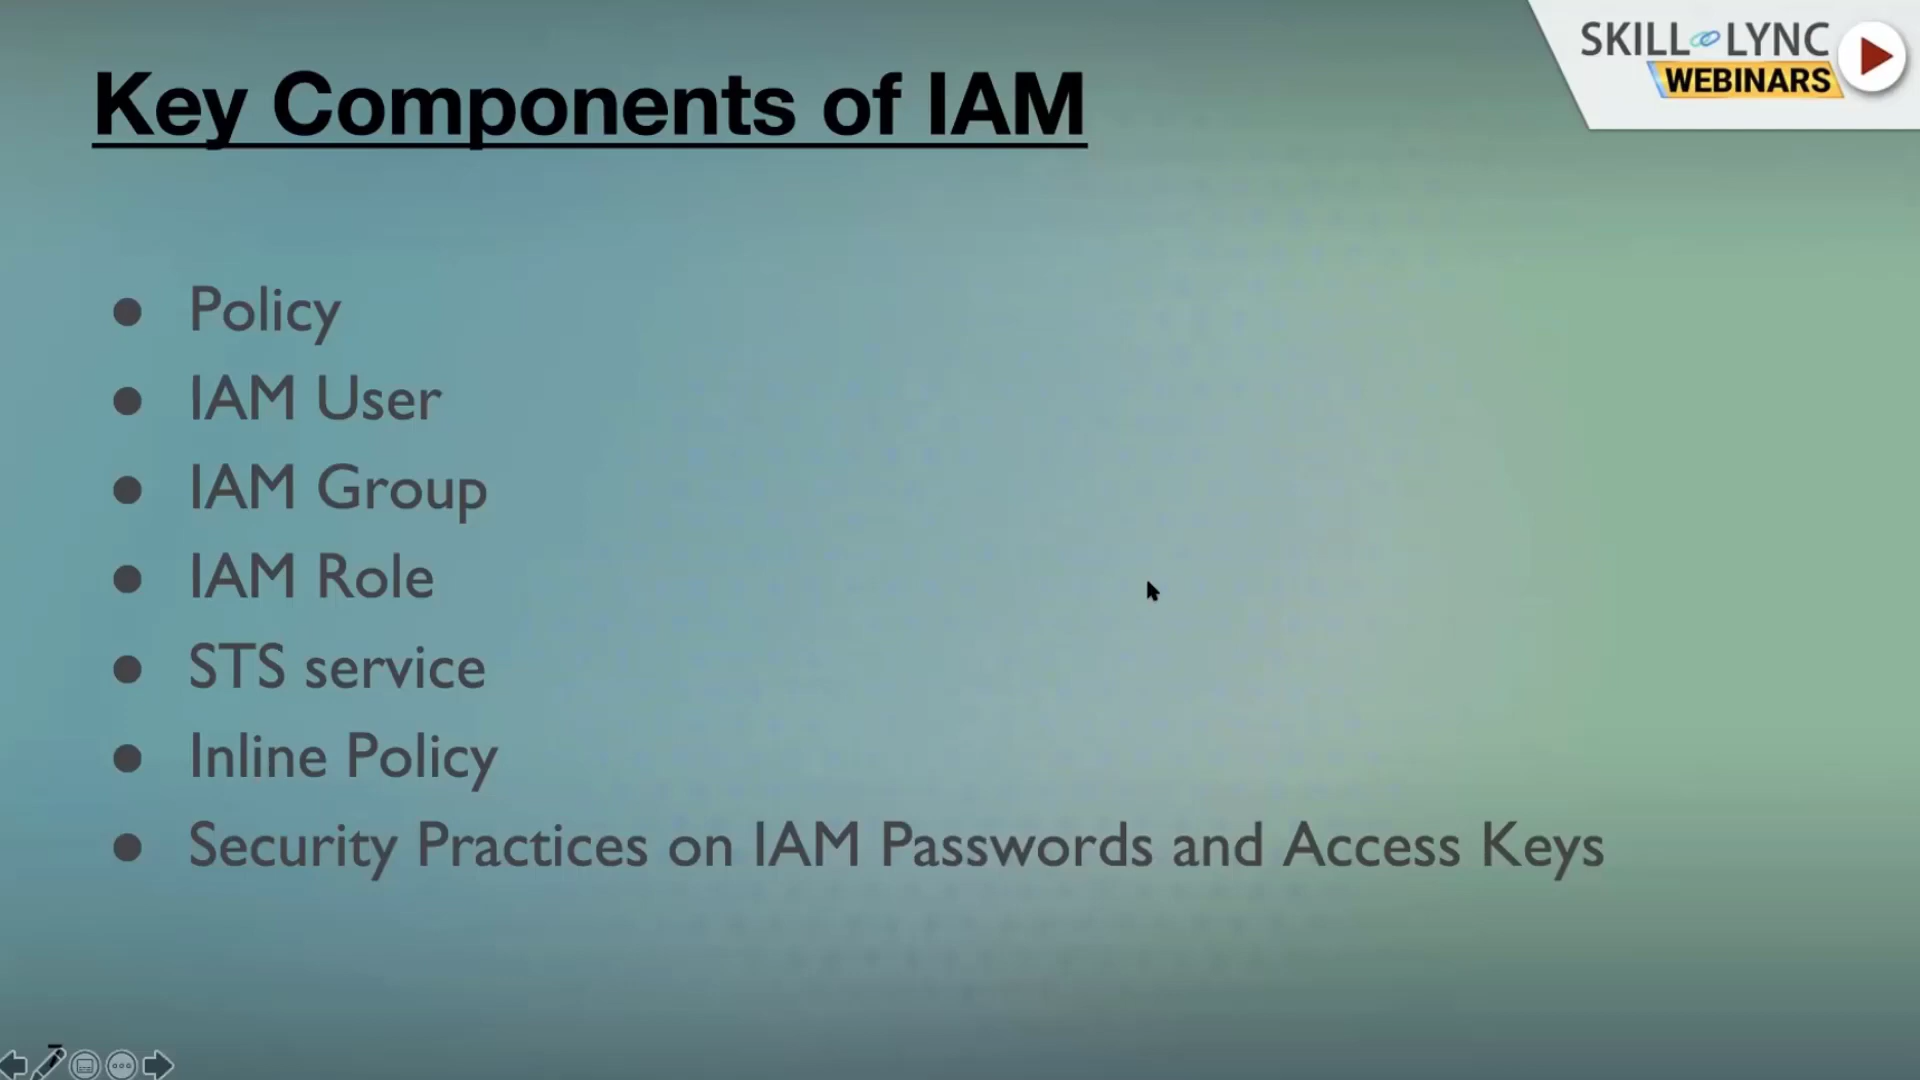 Key Components of IAM
SKILL LYNC
WEBINARS
● Policy
● IAM User
● IAM Group
● IAM Role
● STS service
● Inline Policy
● Security Practices on IAM Passwords and Access Keys